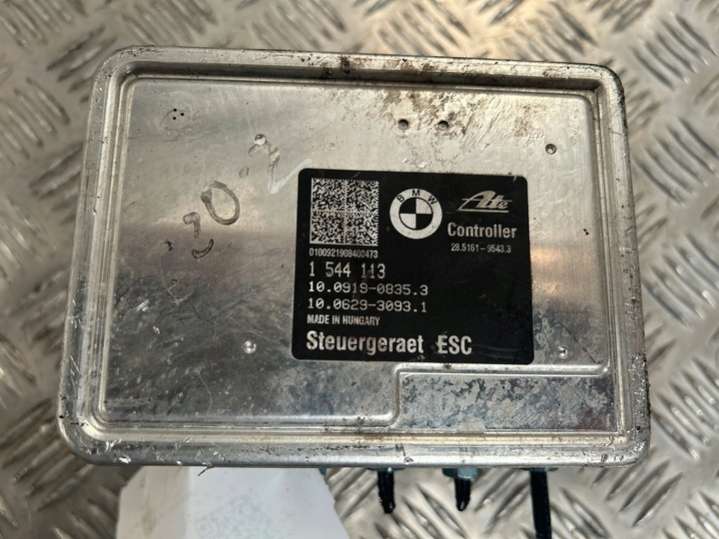 BMW
Ate
Controller
28.5161-9543.3
0100921908400473
1 544 113
10.0919-0835.3
10.0629-3093.1
MADE IN HUNGARY
Steuergeraet ESC